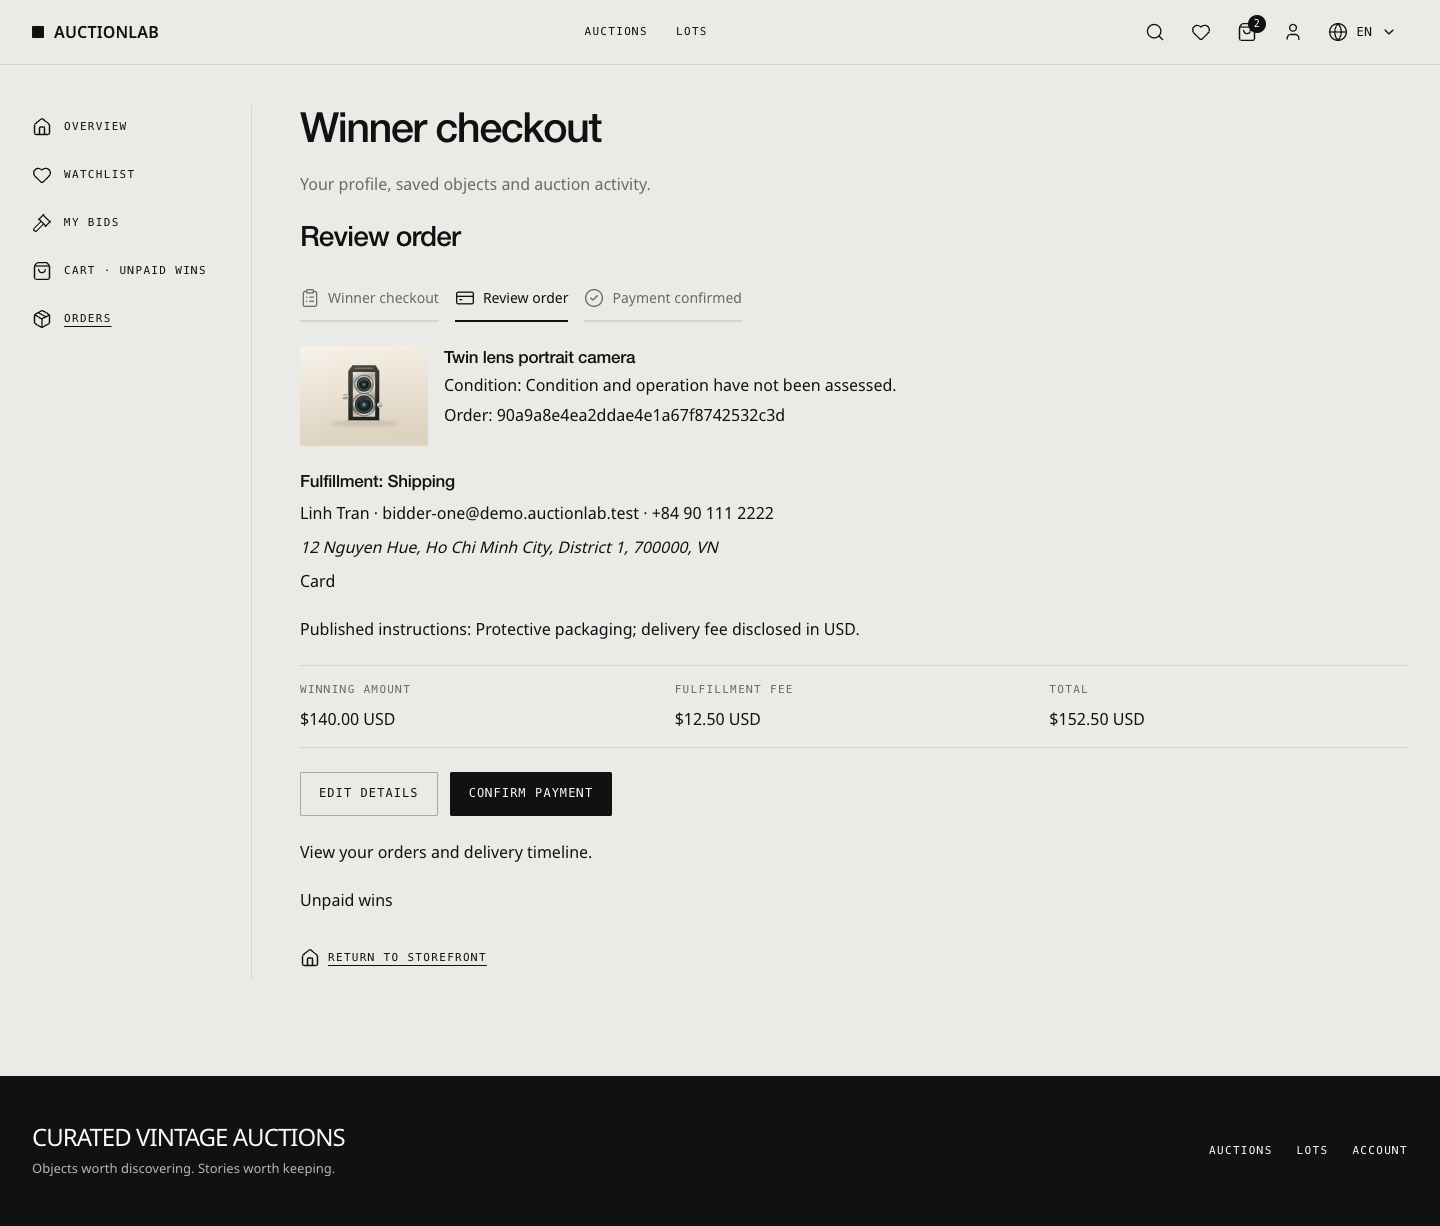 AUCTIONLAB
AUCTIONS
LOTS
2
EN
OVERVIEW
WATCHLIST
MY BIDS
CART · UNPAID WINS
ORDERS
Winner checkout
Your profile, saved objects and auction activity.
Review order
Winner checkout
Review order
Payment confirmed
Twin lens portrait camera
Condition: Condition and operation have not been assessed.
Order: 90a9a8e4ea2ddae4e1a67f8742532c3d
Fulfillment: Shipping
Linh Tran · bidder-one@demo.auctionlab.test · +84 90 111 2222
12 Nguyen Hue, Ho Chi Minh City, District 1, 700000, VN
Card
Published instructions: Protective packaging; delivery fee disclosed in USD.
WINNING AMOUNT
$140.00 USD
FULFILLMENT FEE
$12.50 USD
TOTAL
$152.50 USD
EDIT DETAILS
CONFIRM PAYMENT
View your orders and delivery timeline.
Unpaid wins
RETURN TO STOREFRONT
CURATED VINTAGE AUCTIONS
Objects worth discovering. Stories worth keeping.
AUCTIONS
LOTS
ACCOUNT